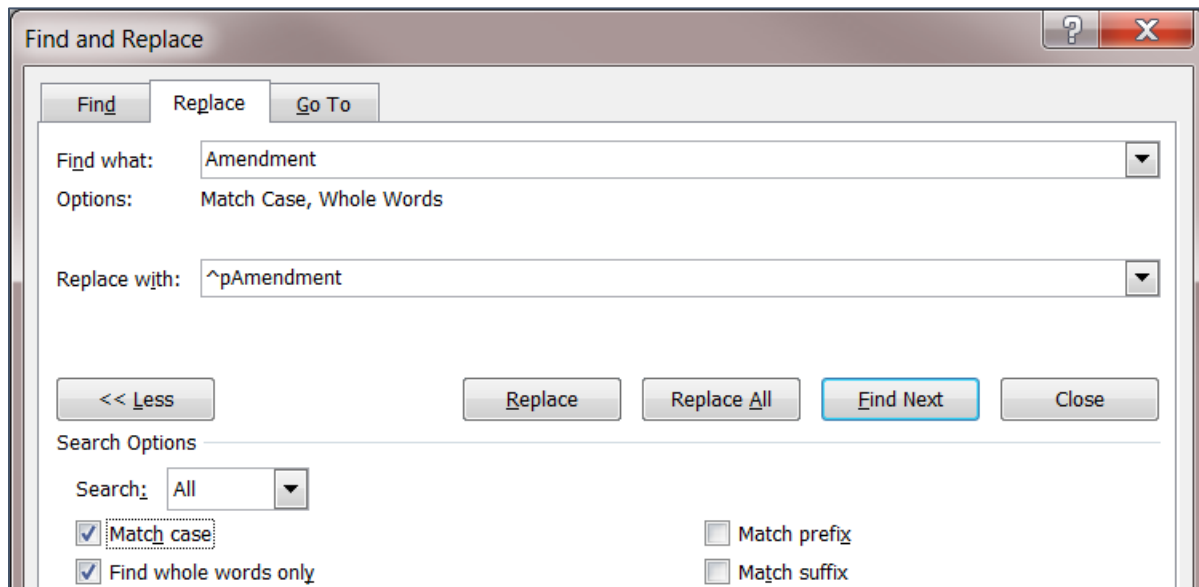 Find and Replace
? X
Find Replace Go To
Find what: Amendment
Options: Match Case, Whole Words
Replace with: ^pAmendment
<< Less Replace Replace All Find Next Close
Search Options
Search: All
Match case Match prefix
Find whole words only Match suffix